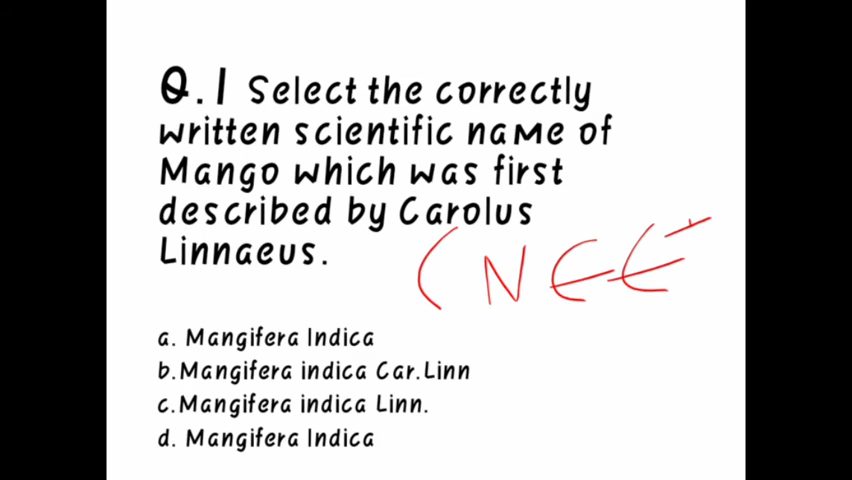 Q.1 Select the correctly
written scientific name of
Mango which was first
described by Carolus
Linnaeus.
(NEE
a. Mangifera Indica
b.Mangifera indica Car.Linn
c.Mangifera indica Linn.
d. Mangifera Indica